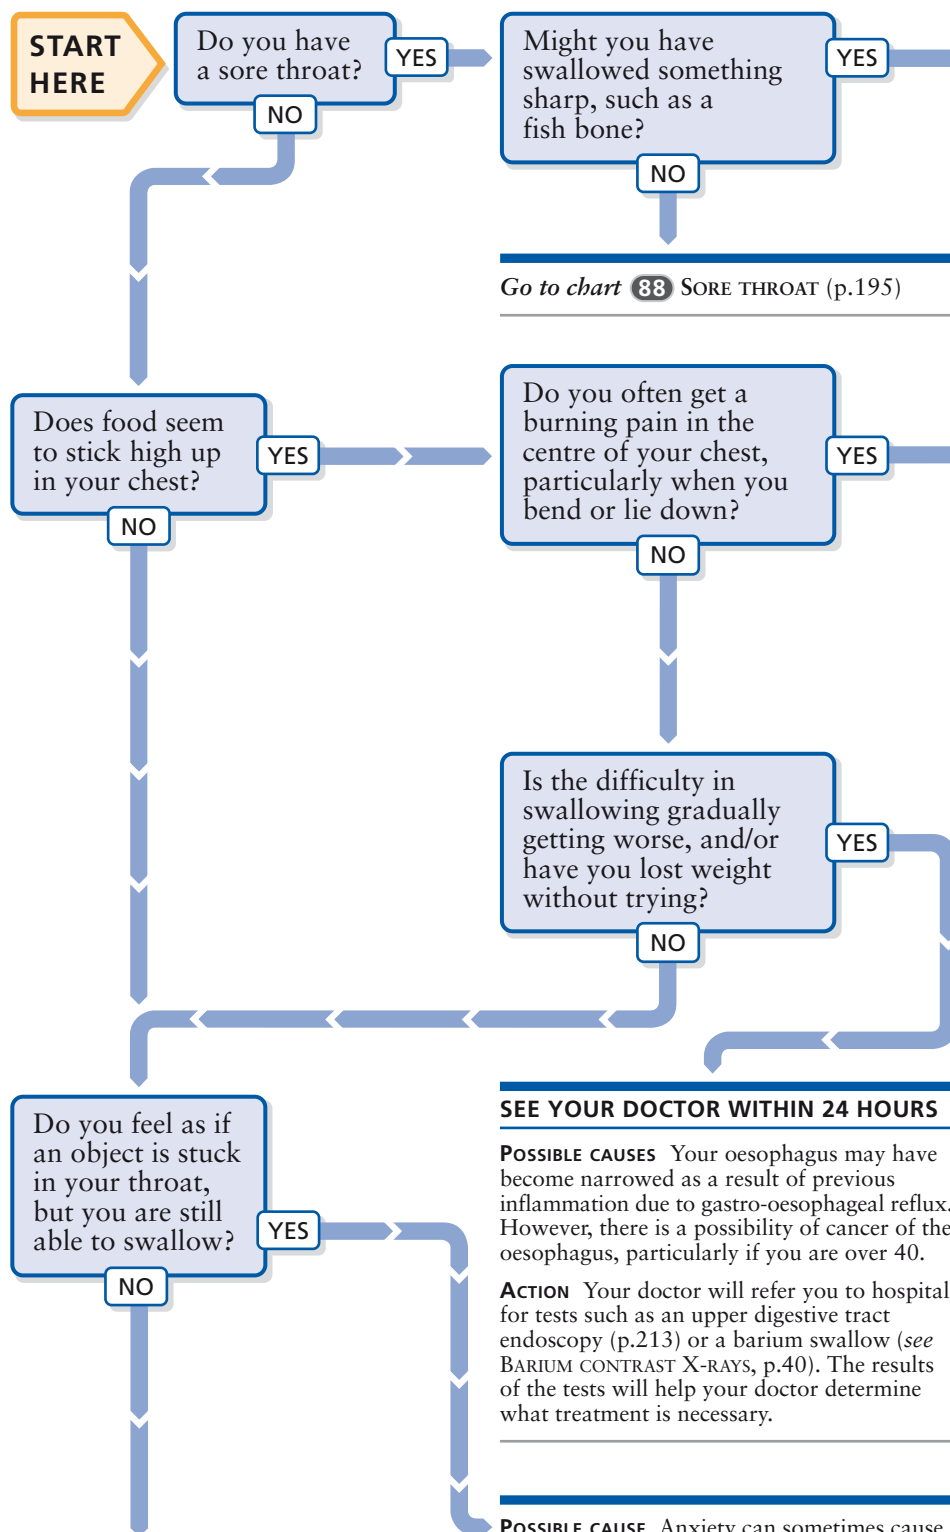 START
HERE
Do you have
a sore throat?
YES
NO
Might you have
swallowed something
sharp, such as a
fish bone?
YES
NO
Go to chart 88 SORE THROAT (p.195)
Does food seem
to stick high up
in your chest?
YES
NO
Do you often get a
burning pain in the
centre of your chest,
particularly when you
bend or lie down?
YES
NO
Is the difficulty in
swallowing gradually
getting worse, and/or
have you lost weight
without trying?
YES
NO
Do you feel as if
an object is stuck
in your throat,
but you are still
able to swallow?
YES
NO
SEE YOUR DOCTOR WITHIN 24 HOURS
POSSIBLE CAUSES Your oesophagus may have
become narrowed as a result of previous
inflammation due to gastro-oesophageal reflux.
However, there is a possibility of cancer of the
oesophagus, particularly if you are over 40.
ACTION Your doctor will refer you to hospital
for tests such as an upper digestive tract
endoscopy (p.213) or a barium swallow (see
BARIUM CONTRAST X-RAYS, p.40). The results
of the tests will help your doctor determine
what treatment is necessary.
POSSIBLE CAUSE Anxiety can sometimes cause